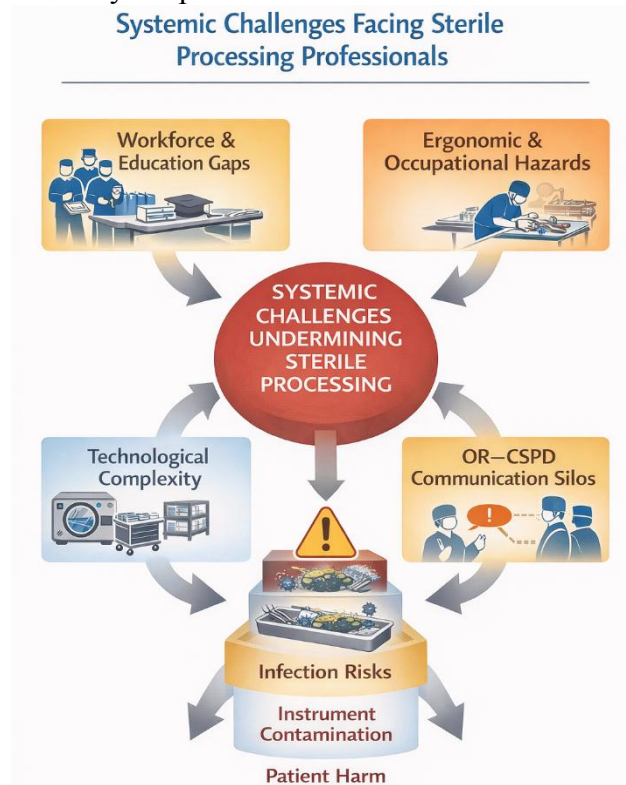 Systemic Challenges Facing Sterile
Processing Professionals
Workforce &
Education Gaps
Ergonomic &
Occupational Hazards
SYSTEMIC
CHALLENGES
UNDERMINING
STERILE
PROCESSING
Technological
Complexity
OR—CSPD
Communication Silos
!
!
Infection Risks
Instrument
Contamination
Patient Harm